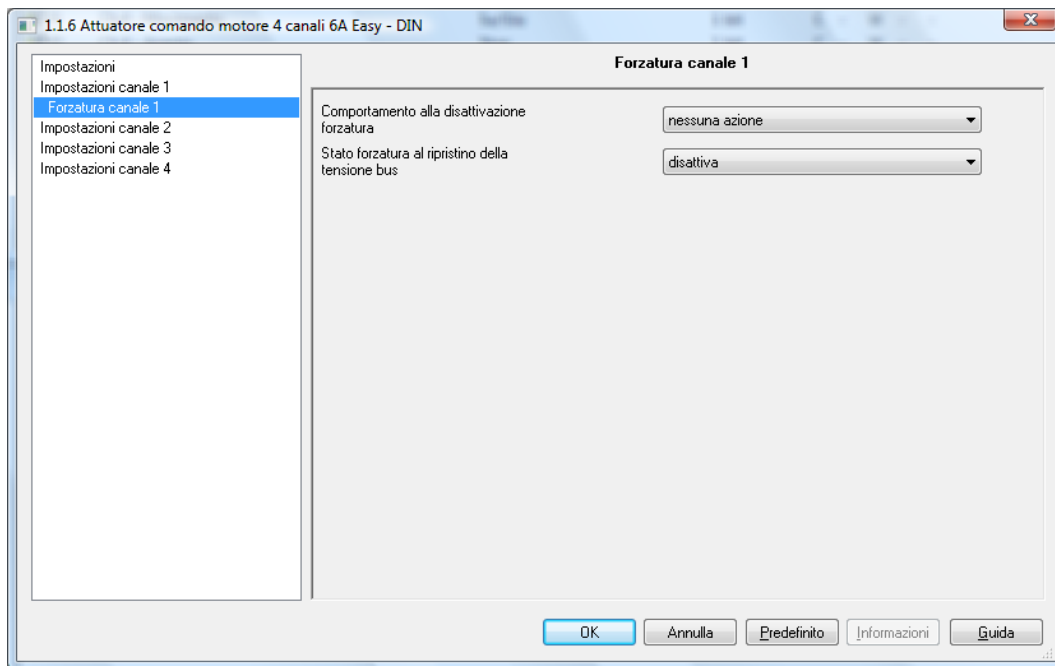 1.1.6 Attuatore comando motore 4 canali 6A Easy - DIN
Impostazioni
Impostazioni canale 1
Forzatura canale 1
Impostazioni canale 2
Impostazioni canale 3
Impostazioni canale 4
Forzatura canale 1
Comportamento alla disattivazione
forzatura
nessuna azione
Stato forzatura al ripristino della
tensione bus
disattiva
OK
Annulla
Predefinito
Informazioni
Guida